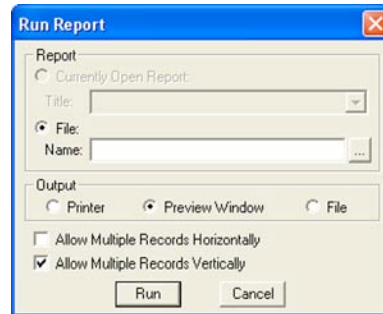 Run Report
Report
Currently Open Report:
Title:
File:
Name:
...
Output
Printer Preview Window File
Allow Multiple Records Horizontally
Allow Multiple Records Vertically
Run Cancel